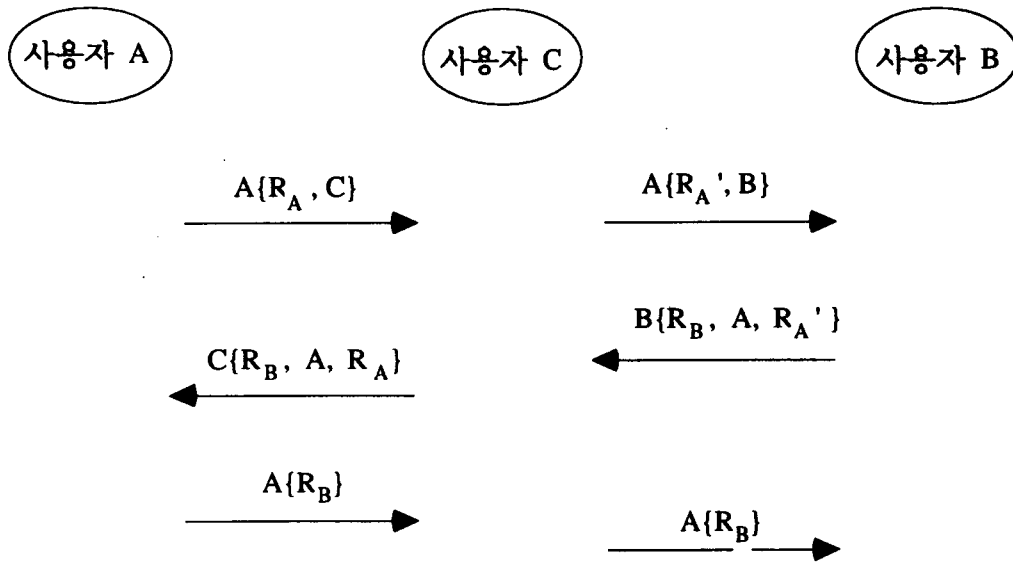 사용자 A
사용자 C
사용자 B
A{R_A , C}
A{R_A ', B}
B{R_B , A, R_A ' }
C{R_B , A, R_A}
A{R_B}
A{R_B}